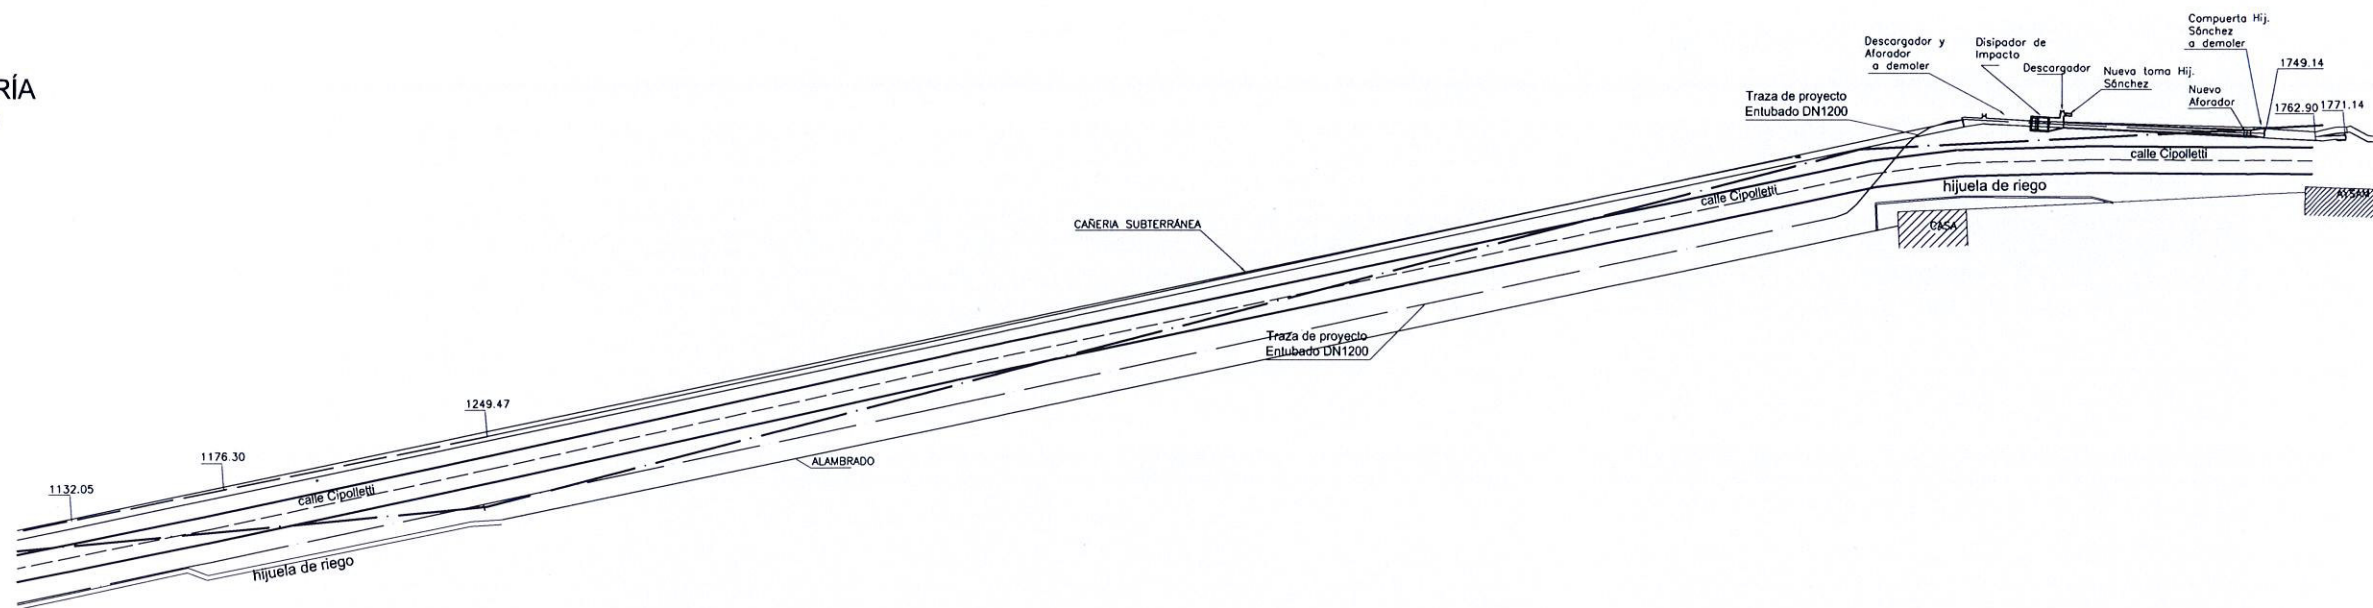 RÍA
Compuerta Hij.
Sánchez
a demoler
Descargador y
Aforador
a demoler
Disipador de
Impacto
Descargador
Nueva toma Hij.
Sánchez
1749.14
Nuevo
Aforador
1762.90
1771.14
Traza de proyecto
Entubado DN1200
calle Cipolletti
calle Cipolletti
hijuela de riego
AYSAM
CASA
CAÑERIA SUBTERRÁNEA
Traza de proyecto
Entubado DN1200
1249.47
1176.30
ALAMBRADO
1132.05
calle Cipolletti
hijuela de riego